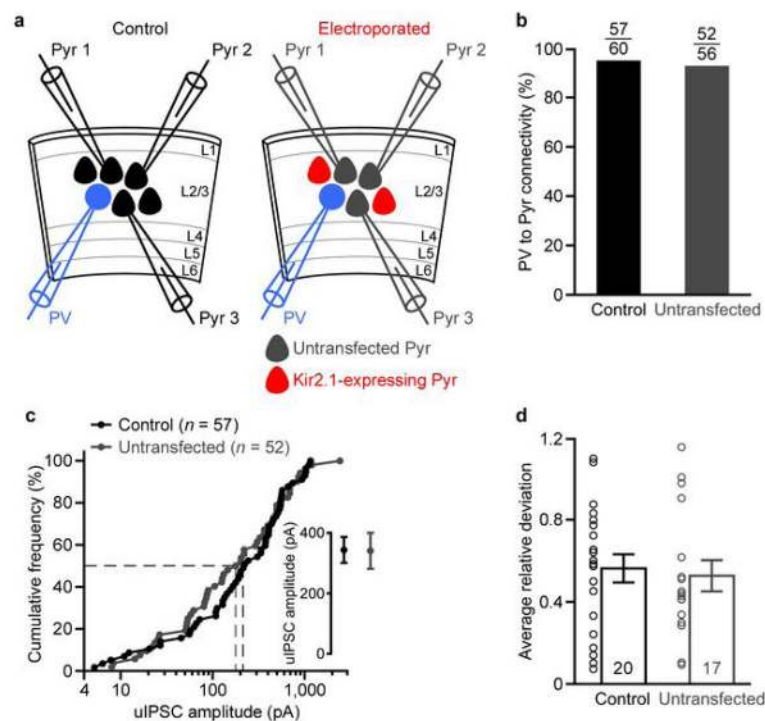 a
Control
Electroporated
Pyr 1
Pyr 2
Pyr 1
Pyr 2
L1
L2/3
L4
L5
L6
L1
L2/3
L4
L5
L6
PV
Pyr 3
PV
Pyr 3
Untransfected Pyr
Kir2.1-expressing Pyr
b
57
60
52
56
PV to Pyr connectivity (%)
100
80
60
40
20
0
Control
Untransfected
c
Control (n = 57)
Untransfected (n = 52)
Cumulative frequency (%)
100
80
60
40
20
0
4
10
100
1,000
uIPSC amplitude (pA)
uIPSC amplitude (pA)
400
300
0
d
Average relative deviation
1.2
0.8
0.4
0
20
17
Control
Untransfected